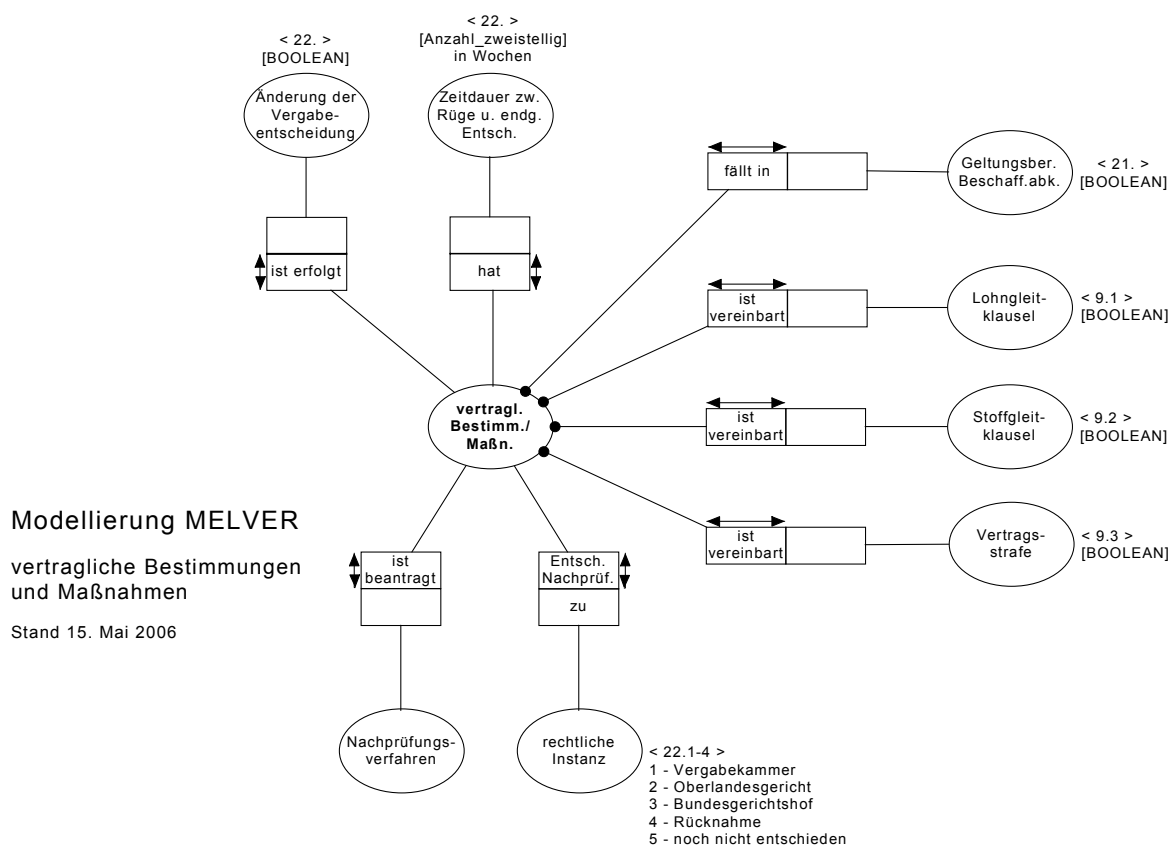 < 22. >
[BOOLEAN]
Änderung der
Vergabe-
entscheidung
ist erfolgt
< 22. >
[Anzahl_zweistellig]
in Wochen
Zeitdauer zw.
Rüge u. endg.
Entsch.
hat
fällt in
Geltungsber.
Beschaff.abk.
< 21. >
[BOOLEAN]
ist
vereinbart
Lohngleit-
klausel
< 9.1 >
[BOOLEAN]
vertragl.
Bestimm./
Maßn.
ist
vereinbart
Stoffgleit-
klausel
< 9.2 >
[BOOLEAN]
ist
vereinbart
Vertrags-
strafe
< 9.3 >
[BOOLEAN]
Modellierung MELVER
vertragliche Bestimmungen
und Maßnahmen
Stand 15. Mai 2006
ist
beantragt
Nachprüfungs-
verfahren
Entsch.
Nachprüf.
zu
rechtliche
Instanz
< 22.1-4 >
1 - Vergabekammer
2 - Oberlandesgericht
3 - Bundesgerichtshof
4 - Rücknahme
5 - noch nicht entschieden